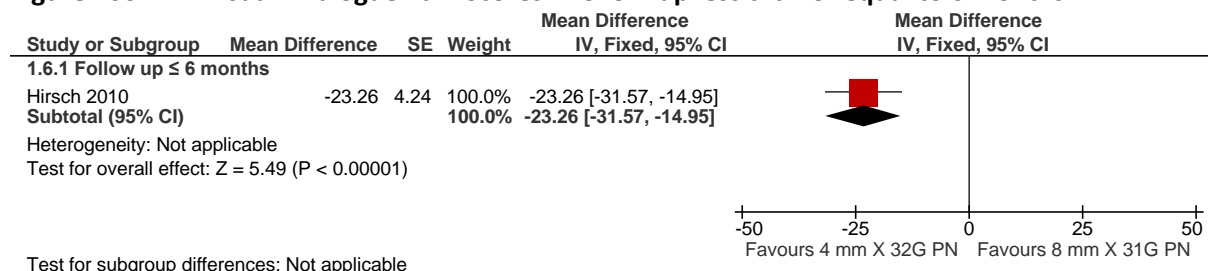 Mean Difference Mean Difference
Study or Subgroup Mean Difference SE Weight IV, Fixed, 95% CI IV, Fixed, 95% CI
1.6.1 Follow up ≤ 6 months
Hirsch 2010 -23.26 4.24 100.0% -23.26 [-31.57, -14.95]
Subtotal (95% CI) 100.0% -23.26 [-31.57, -14.95]
Heterogeneity: Not applicable
Test for overall effect: Z = 5.49 (P < 0.00001)
-50 -25 0 25 50
Favours 4 mm X 32G PN Favours 8 mm X 31G PN
Test for subgroup differences: Not applicable